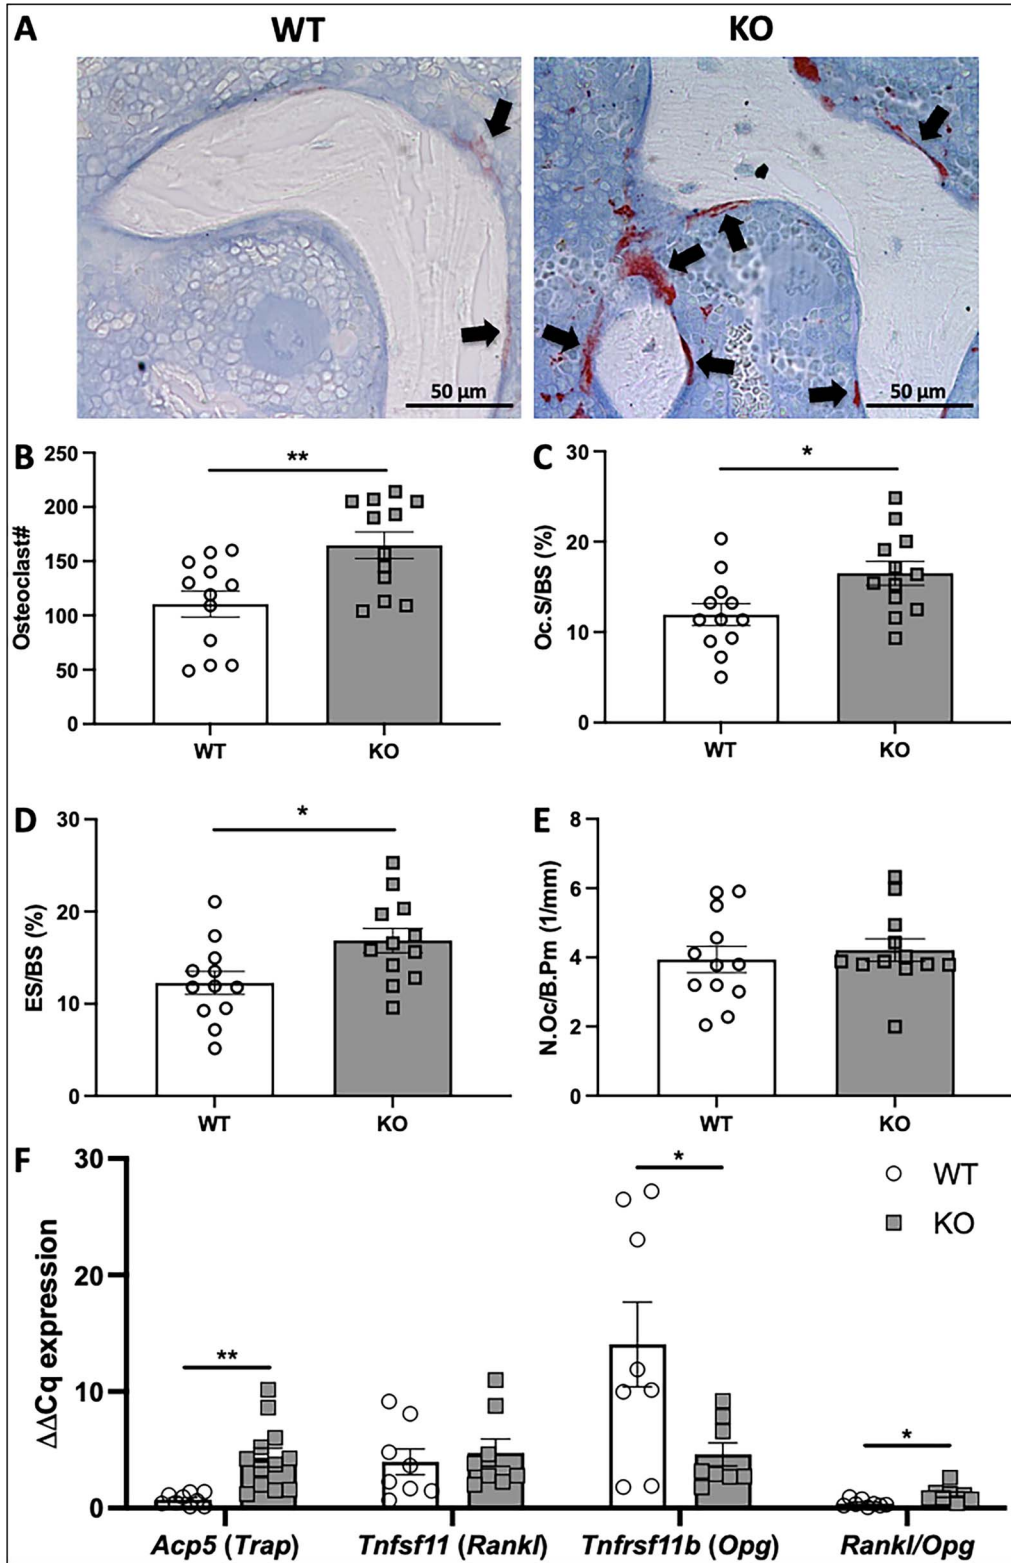 A WT KO
50 µm 50 µm
B
250
200
150
100
50
0
Osteoclast#
**
WT KO
C
30
20
10
0
Oc.S/BS (%)
*
WT KO
D
30
20
10
0
ES/BS (%)
*
WT KO
E
8
6
4
2
0
N.Oc/B.Pm (1/mm)
WT KO
F
30
20
10
0
ΔΔCq expression
**
*
*
WT
KO
Acp5 (Trap) Tnfsf11 (Rankl) Tnfrsf11b (Opg) Rankl/Opg